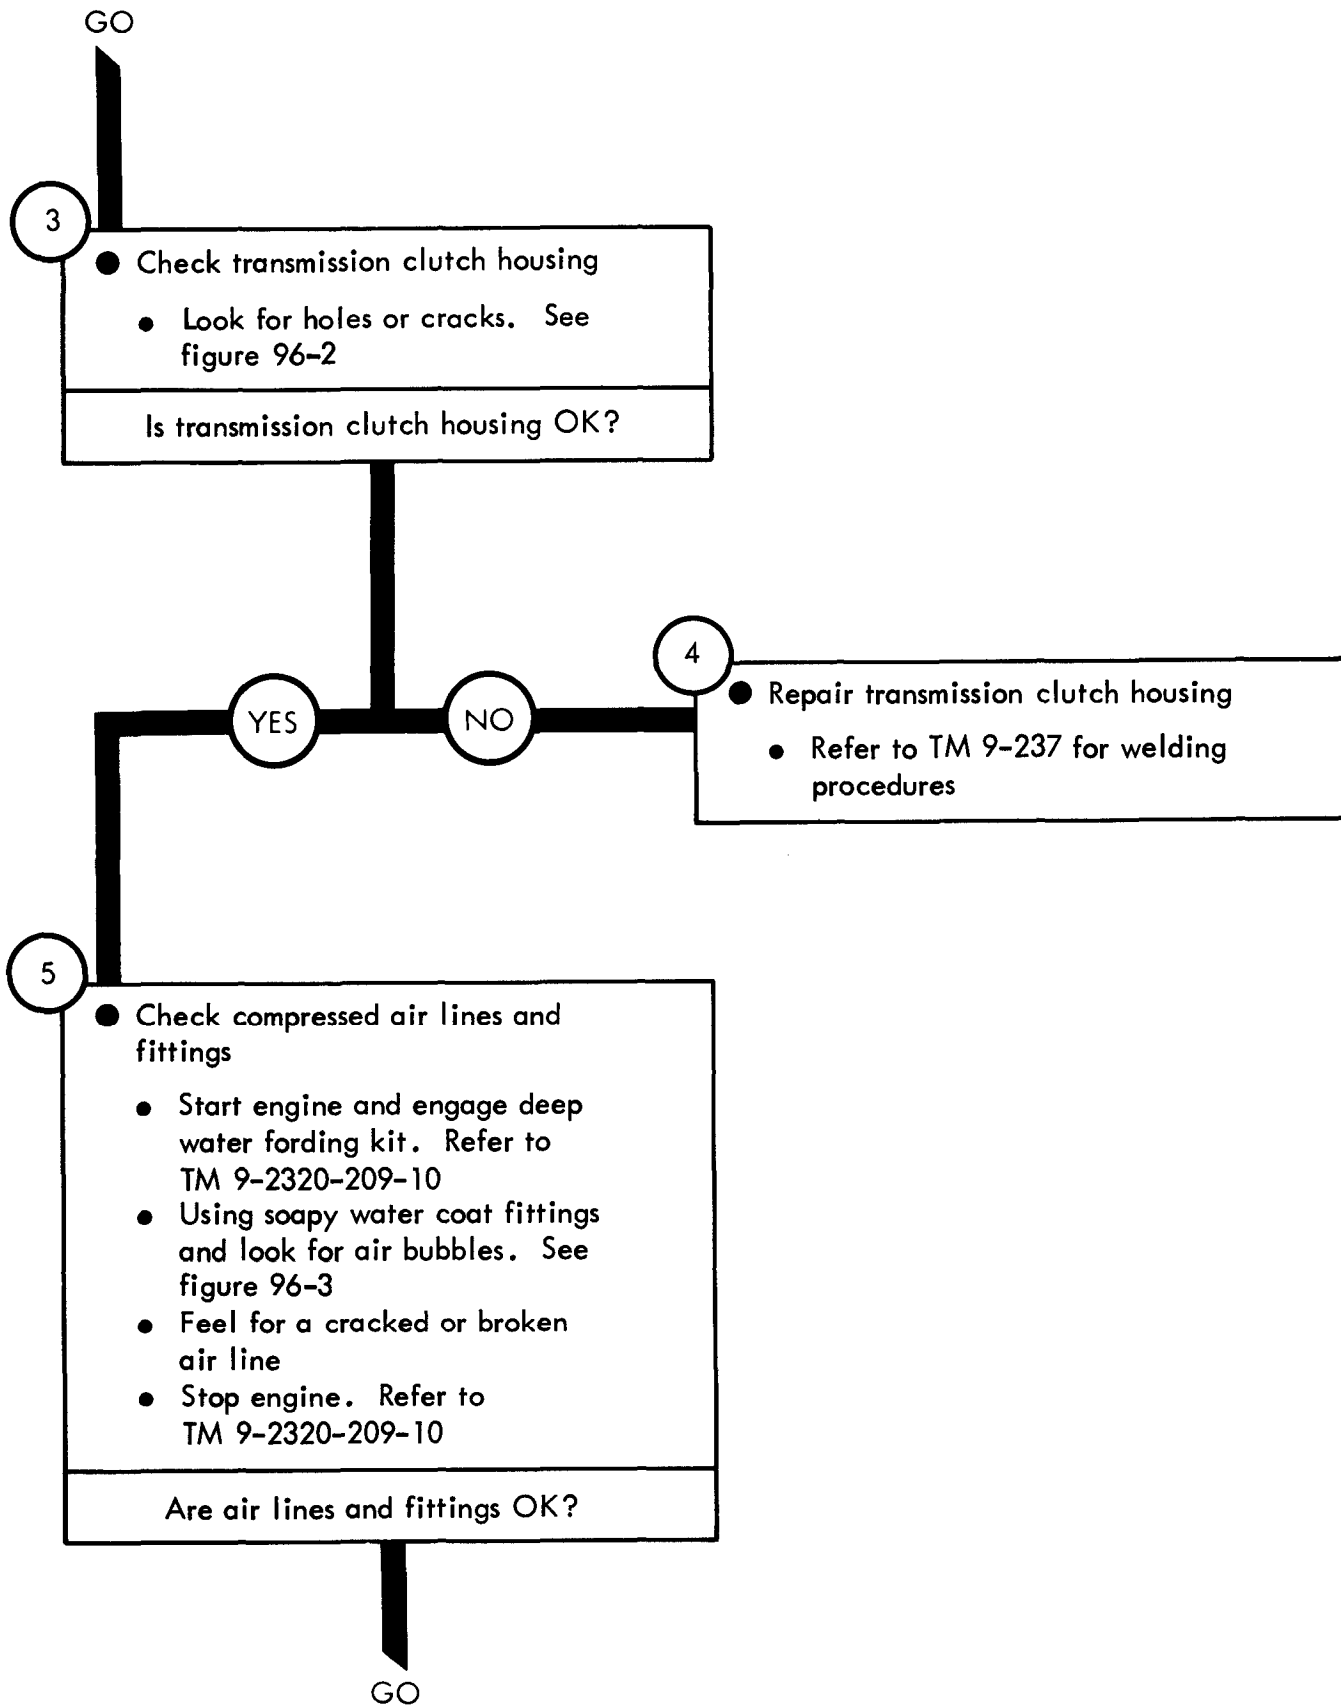 GO
3
● Check transmission clutch housing
● Look for holes or cracks. See
figure 96-2
Is transmission clutch housing OK?
YES
NO
4
● Repair transmission clutch housing
● Refer to TM 9-237 for welding
procedures
5
● Check compressed air lines and
fittings
● Start engine and engage deep
water fording kit. Refer to
TM 9-2320-209-10
● Using soapy water coat fittings
and look for air bubbles. See
figure 96-3
● Feel for a cracked or broken
air line
● Stop engine. Refer to
TM 9-2320-209-10
Are air lines and fittings OK?
GO